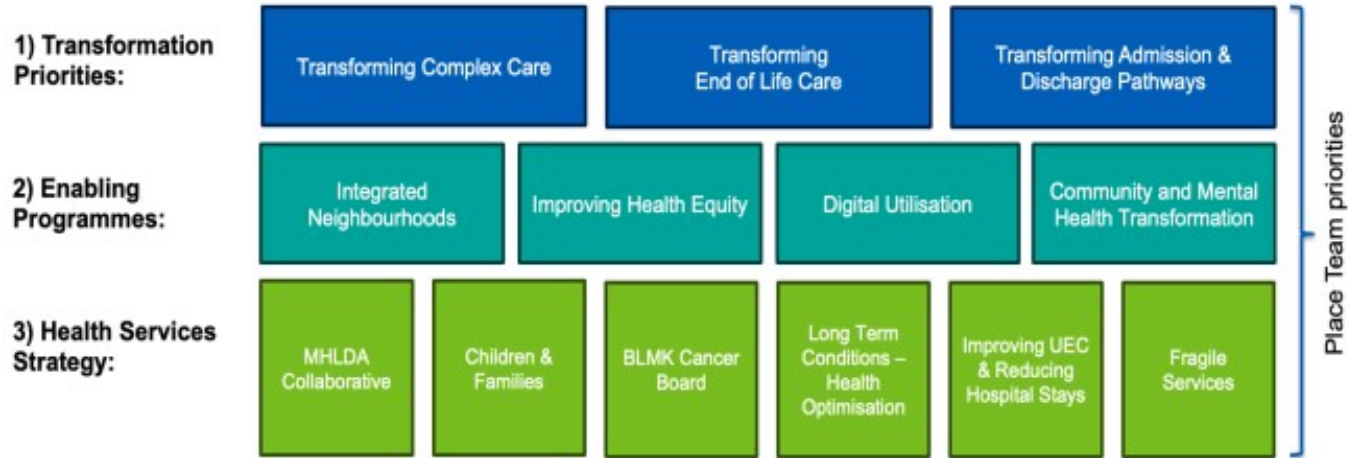 1) Transformation
Priorities:
Transforming Complex Care
Transforming
End of Life Care
Transforming Admission &
Discharge Pathways
2) Enabling
Programmes:
Integrated
Neighbourhoods
Improving Health Equity
Digital Utilisation
Community and Mental
Health Transformation
3) Health Services
Strategy:
MHLDA
Collaborative
Children &
Families
BLMK Cancer
Board
Long Term
Conditions –
Health
Optimisation
Improving UEC
& Reducing
Hospital Stays
Fragile
Services
Place Team priorities